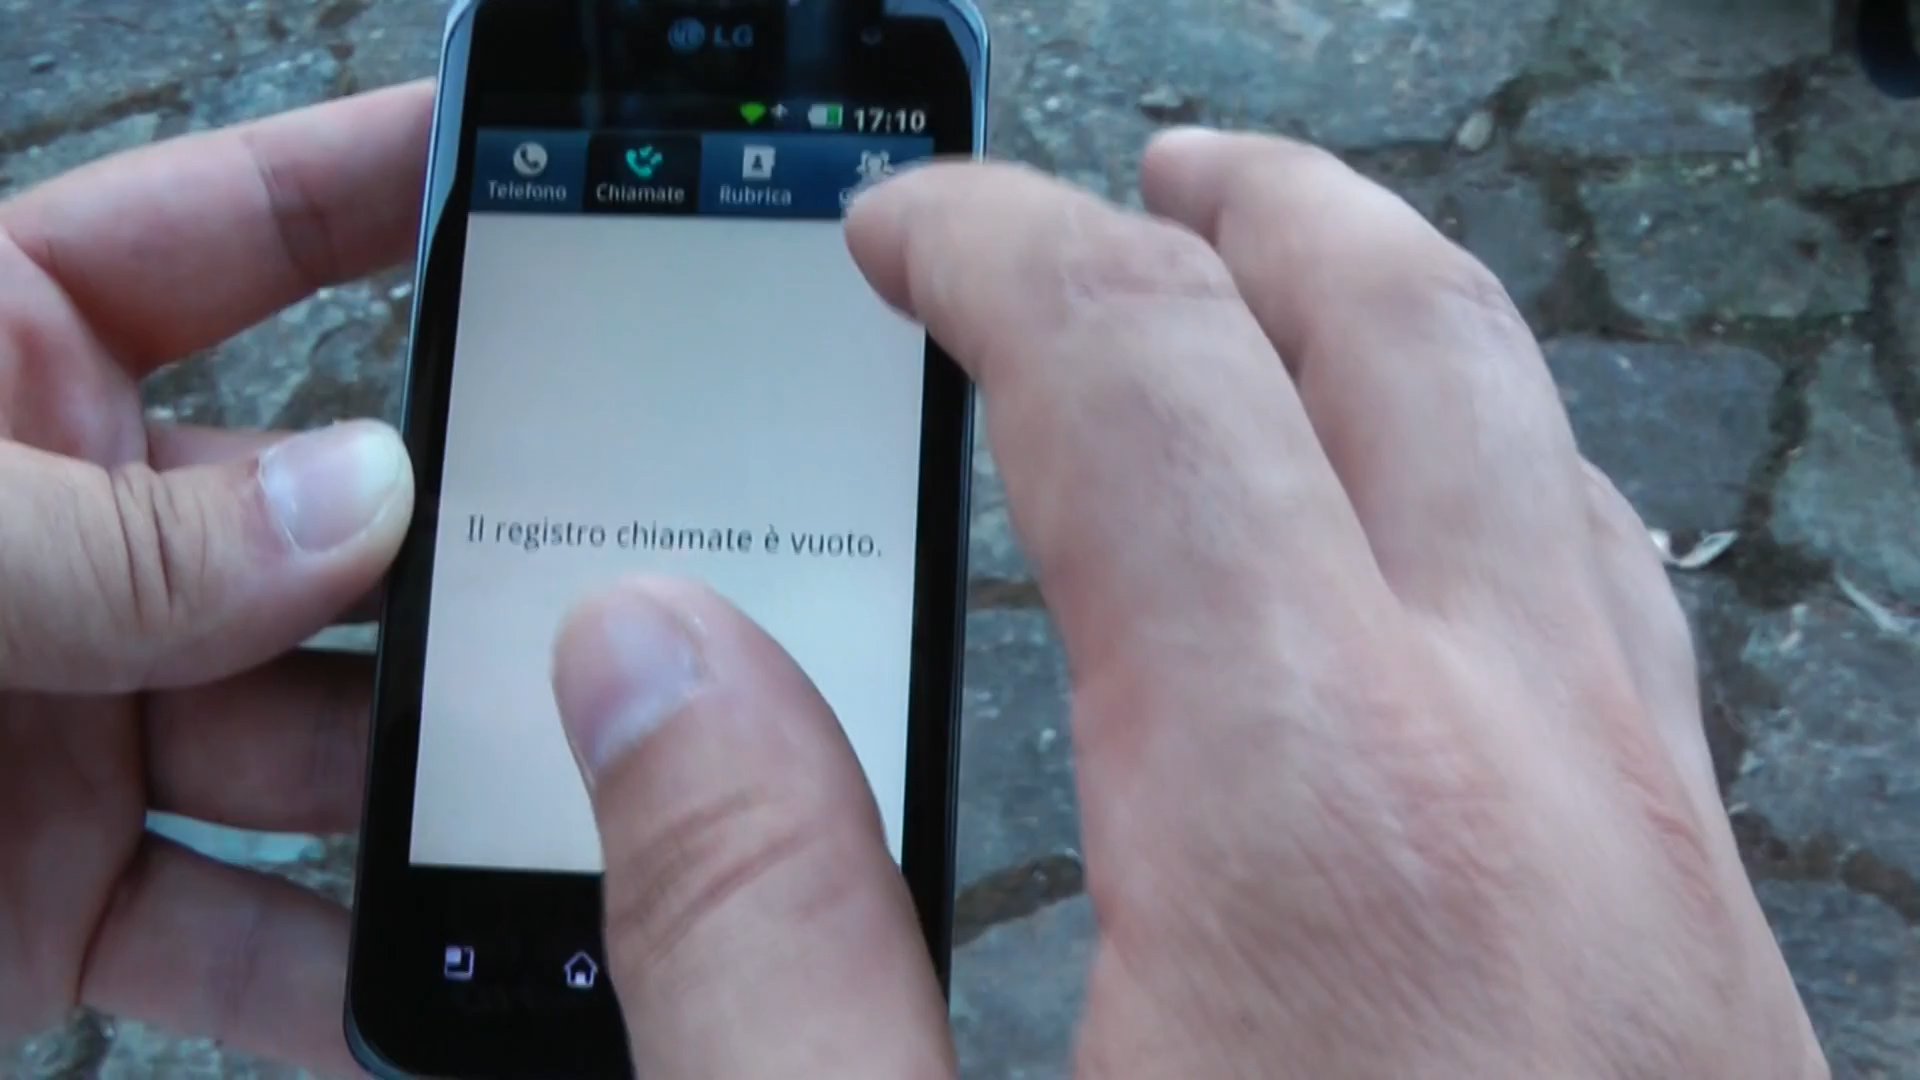 LG
17:10
Telefono Chiamate Rubrica
Il registro chiamate è vuoto.